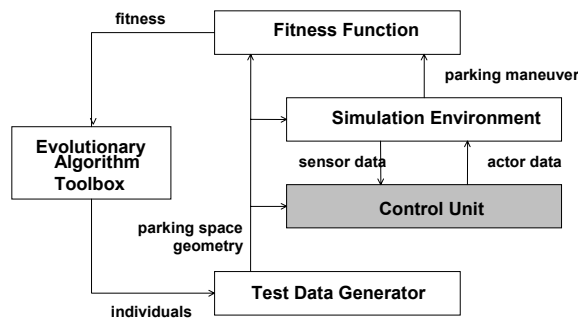 fitness
Fitness Function
parking maneuver
Simulation Environment
Evolutionary
Algorithm
Toolbox
sensor data
actor data
Control Unit
parking space
geometry
Test Data Generator
individuals